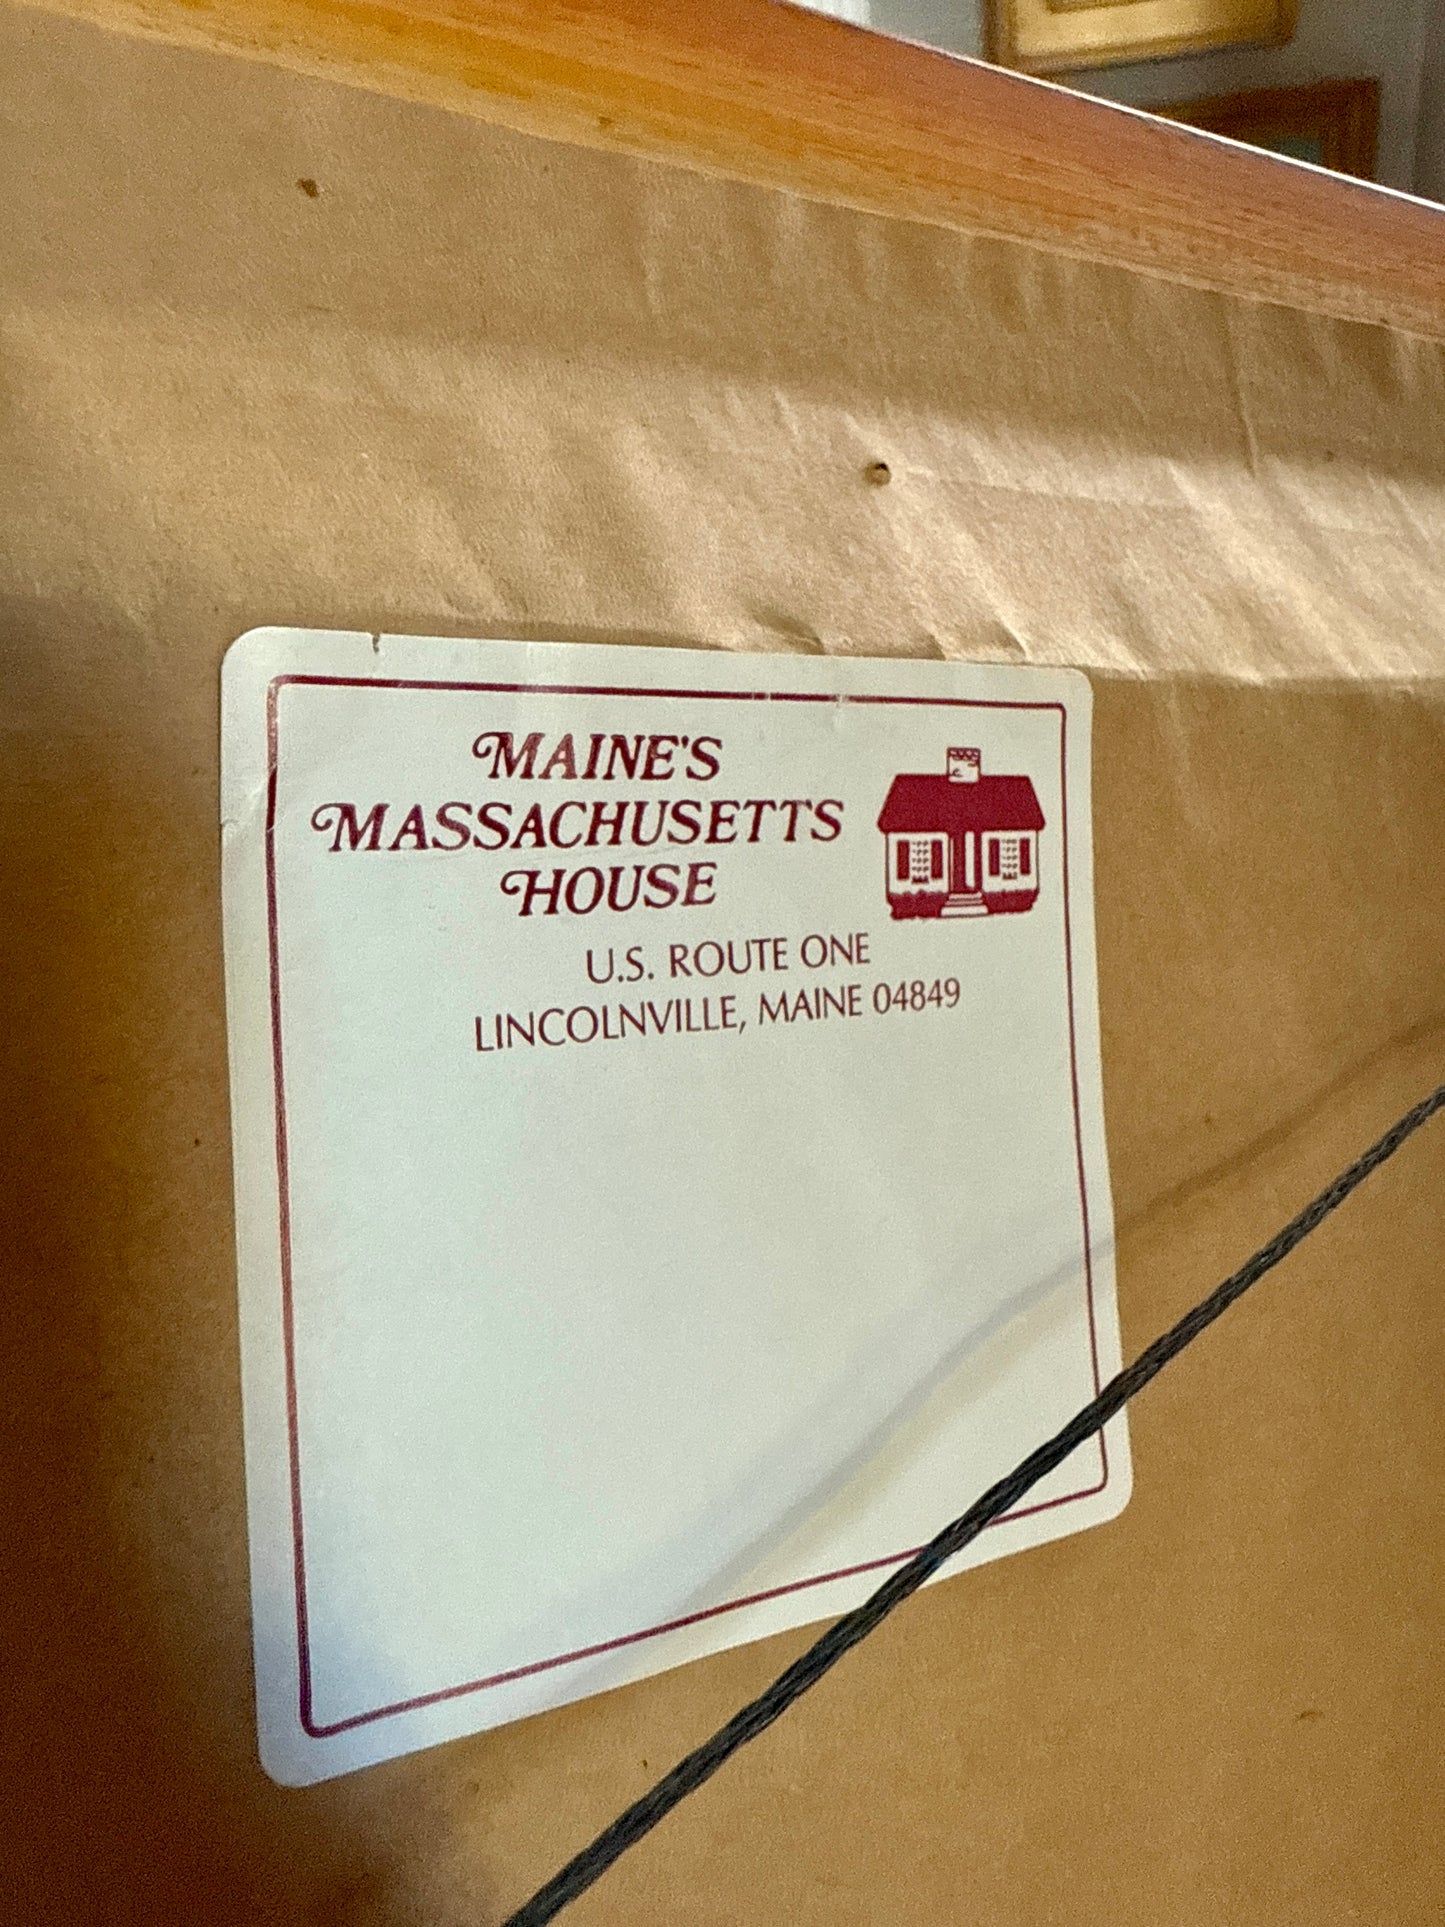 MAINE'S
MASSACHUSETTS
HOUSE
U.S. ROUTE ONE
LINCOLNVILLE, MAINE 04849